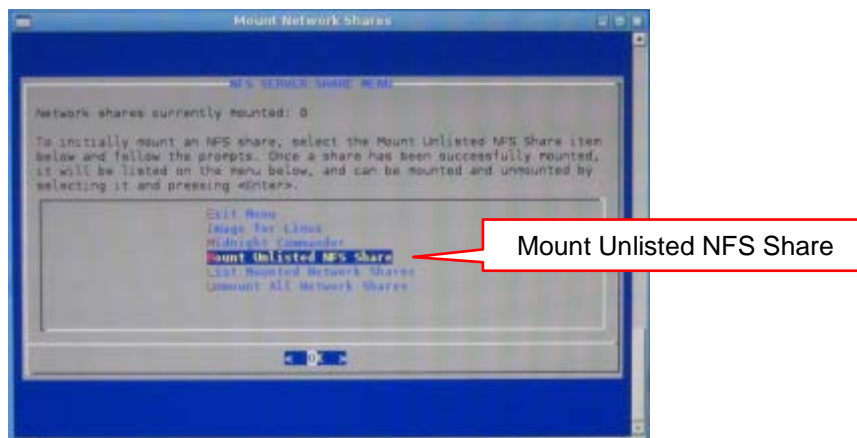 Mount Network Shares
NFS SERVER SHARE MENU
Network shares currently mounted: 0
To initially mount an NFS share, select the Mount Unlisted NFS Share item
below and follow the prompts. Once a share has been successfully mounted,
it will be listed on the menu below, and can be mounted and unmounted by
selecting it and pressing <Enter>.
Exit Menu
Image for Linux
Midnight Commander
Mount Unlisted NFS Share
Mount Unlisted NFS Share
List Mounted Network Shares
Unmount All Network Shares
< OK >